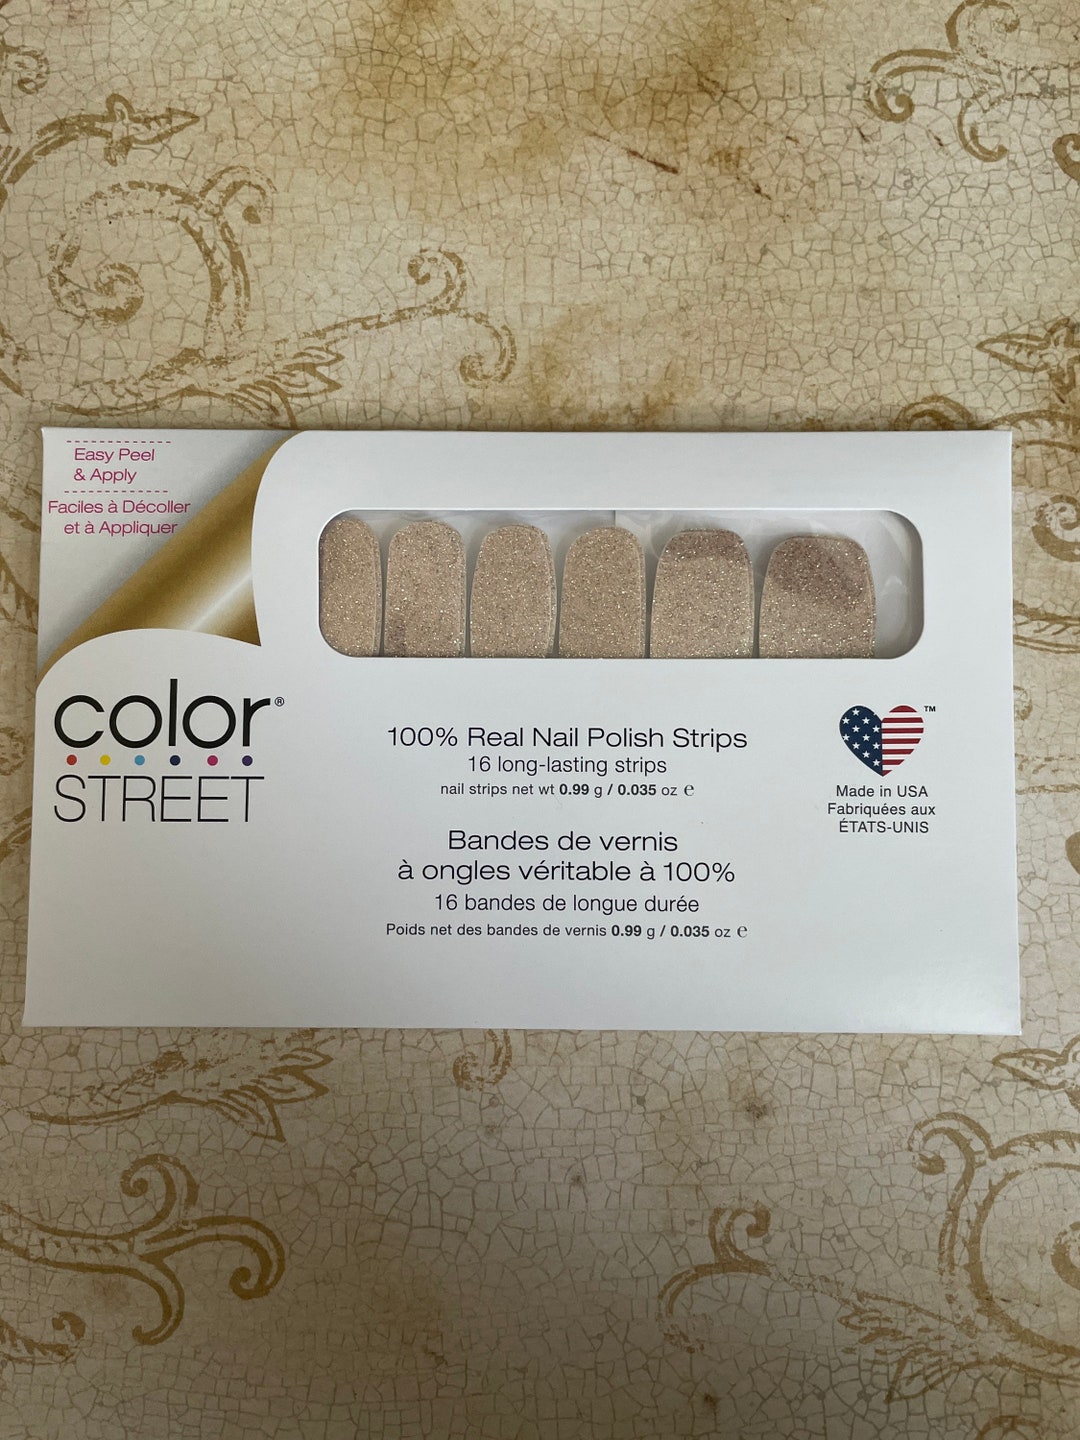 Easy Peel
& Apply
Faciles à Décoller
et à Appliquer
color®
STREET
100% Real Nail Polish Strips
16 long-lasting strips
nail strips net wt 0.99 g / 0.035 oz ℮
Bandes de vernis
à ongles véritable à 100%
16 bandes de longue durée
Poids net des bandes de vernis 0.99 g / 0.035 oz ℮
™
Made in USA
Fabriquées aux
ÉTATS-UNIS